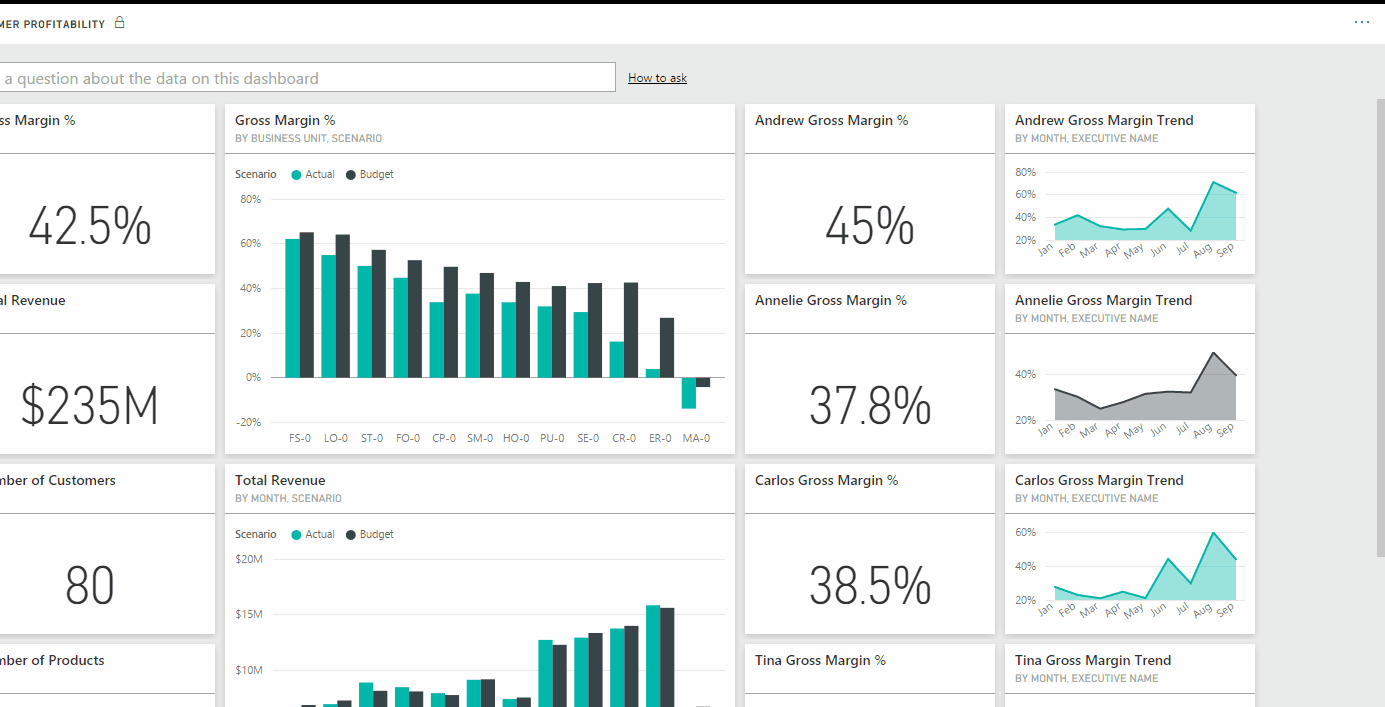 MER PROFITABILITY
a question about the data on this dashboard How to ask
ss Margin %
42.5%
al Revenue
$235M
mber of Customers
80
mber of Products
Gross Margin %
BY BUSINESS UNIT, SCENARIO
Scenario Actual Budget
80%
60%
40%
20%
0%
-20%
FS-0 LO-0 ST-0 FO-0 CP-0 SM-0 HO-0 PU-0 SE-0 CR-0 ER-0 MA-0
Total Revenue
BY MONTH, SCENARIO
Scenario Actual Budget
$20M
$15M
$10M
Andrew Gross Margin %
45%
Annelie Gross Margin %
37.8%
Carlos Gross Margin %
38.5%
Tina Gross Margin %
Andrew Gross Margin Trend
BY MONTH, EXECUTIVE NAME
80%
60%
40%
20%
Jan Feb Mar Apr May Jun Jul Aug Sep
Annelie Gross Margin Trend
BY MONTH, EXECUTIVE NAME
40%
20%
Jan Feb Mar Apr May Jun Jul Aug Sep
Carlos Gross Margin Trend
BY MONTH, EXECUTIVE NAME
60%
40%
20%
Jan Feb Mar Apr May Jun Jul Aug Sep
Tina Gross Margin Trend
BY MONTH, EXECUTIVE NAME